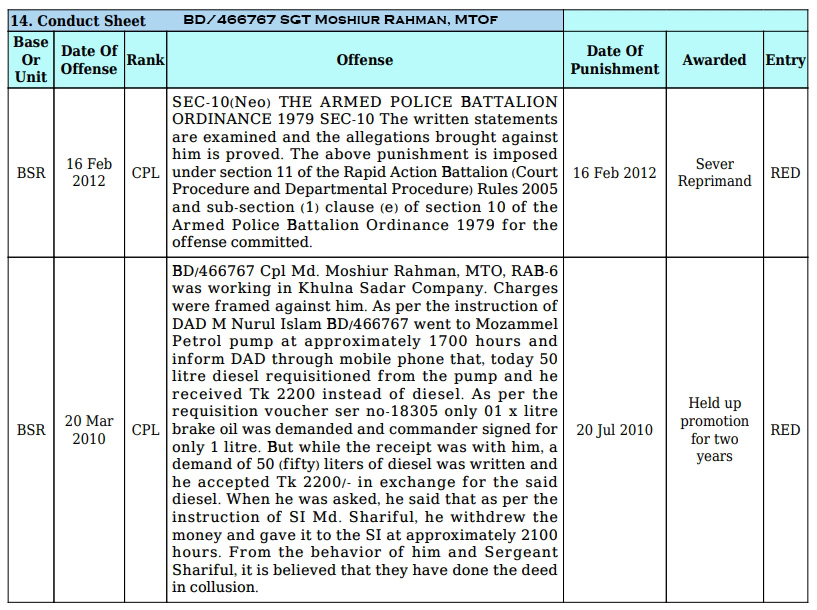 14. Conduct Sheet BD/466767 SGT MOSHIUR RAHMAN, MTOF
Base
Or
Unit
Date Of
Offense
Rank
Offense
Date Of
Punishment
Awarded
Entry
BSR
16 Feb
2012
CPL
SEC-10(Neo) THE ARMED POLICE BATTALION
ORDINANCE 1979 SEC-10 The written statements
are examined and the allegations brought against
him is proved. The above punishment is imposed
under section 11 of the Rapid Action Battalion (Court
Procedure and Departmental Procedure) Rules 2005
and sub-section (1) clause (e) of section 10 of the
Armed Police Battalion Ordinance 1979 for the
offense committed.
16 Feb 2012
Sever
Reprimand
RED
BSR
20 Mar
2010
CPL
BD/466767 Cpl Md. Moshiur Rahman, MTO, RAB-6
was working in Khulna Sadar Company. Charges
were framed against him. As per the instruction of
DAD M Nurul Islam BD/466767 went to Mozammel
Petrol pump at approximately 1700 hours and
inform DAD through mobile phone that, today 50
litre diesel requisitioned from the pump and he
received Tk 2200 instead of diesel. As per the
requisition voucher ser no-18305 only 01 x litre
brake oil was demanded and commander signed for
only 1 litre. But while the receipt was with him, a
demand of 50 (fifty) liters of diesel was written and
he accepted Tk 2200/- in exchange for the said
diesel. When he was asked, he said that as per the
instruction of SI Md. Shariful, he withdrew the
money and gave it to the SI at approximately 2100
hours. From the behavior of him and Sergeant
Shariful, it is believed that they have done the deed
in collusion.
20 Jul 2010
Held up
promotion
for two
years
RED